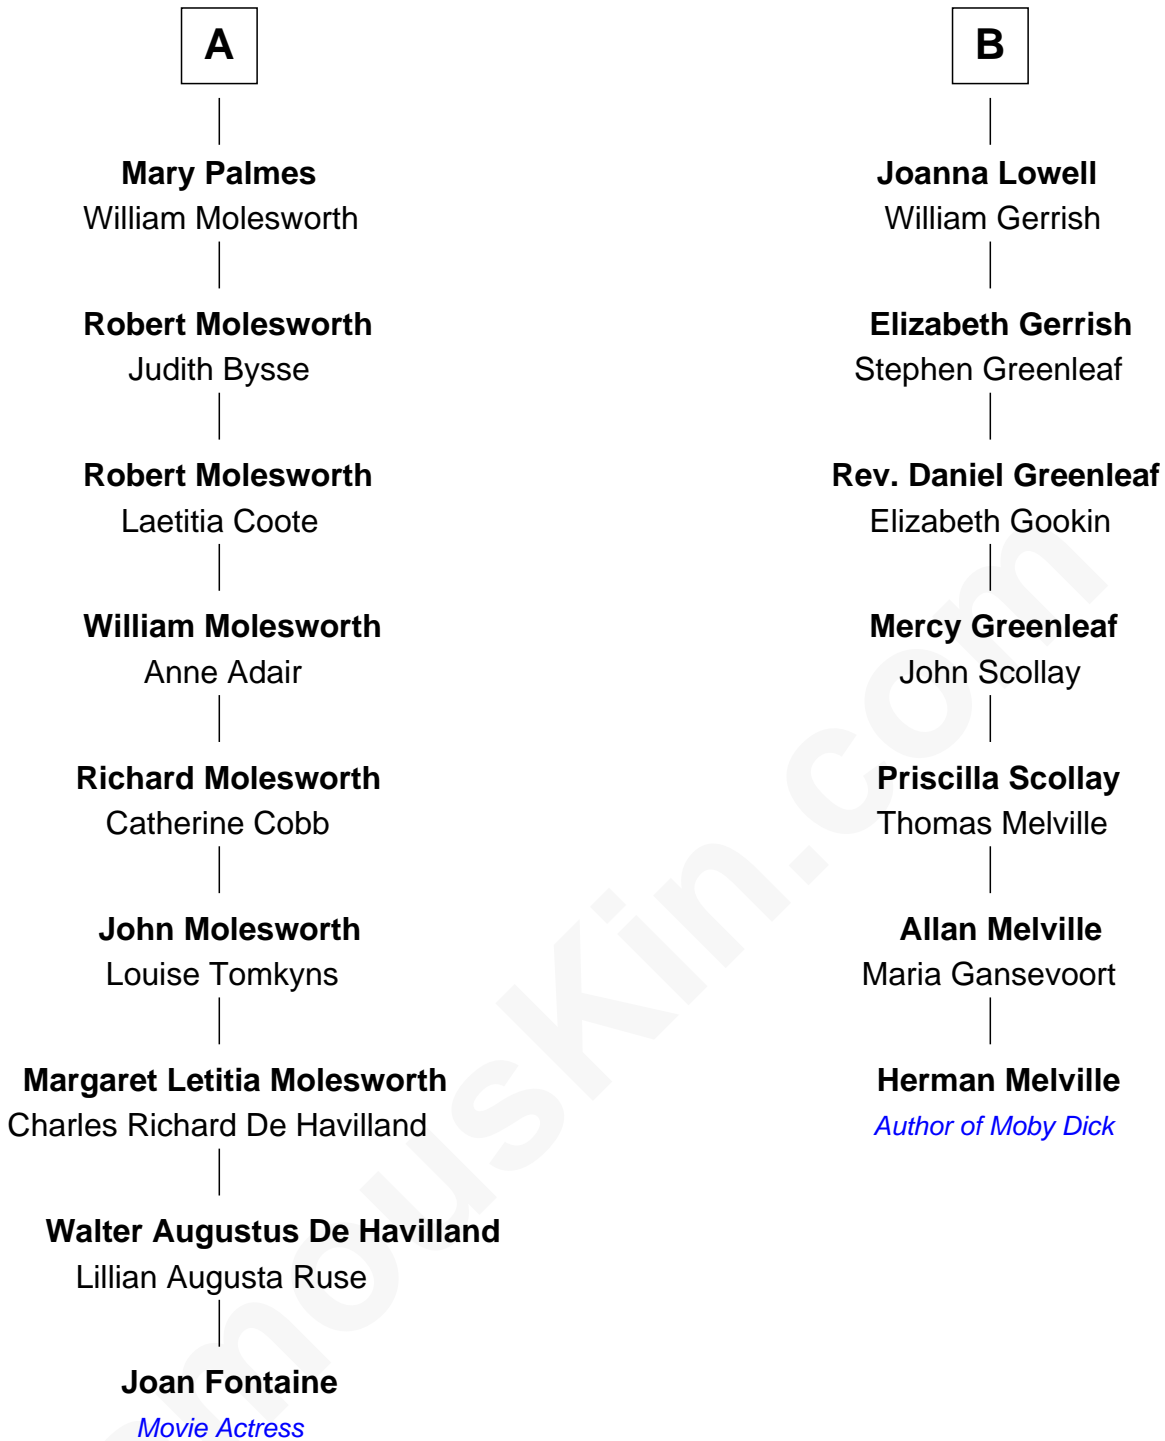 A
Mary Palmes
William Molesworth
Robert Molesworth
Judith Bysse
Robert Molesworth
Laetitia Coote
William Molesworth
Anne Adair
Richard Molesworth
Catherine Cobb
John Molesworth
Louise Tomkyns
Margaret Letitia Molesworth
Charles Richard De Havilland
Walter Augustus De Havilland
Lillian Augusta Ruse
Joan Fontaine
Movie Actress
B
Joanna Lowell
William Gerrish
Elizabeth Gerrish
Stephen Greenleaf
Rev. Daniel Greenleaf
Elizabeth Gookin
Mercy Greenleaf
John Scollay
Priscilla Scollay
Thomas Melville
Allan Melville
Maria Gansevoort
Herman Melville
Author of Moby Dick
mousKin.com